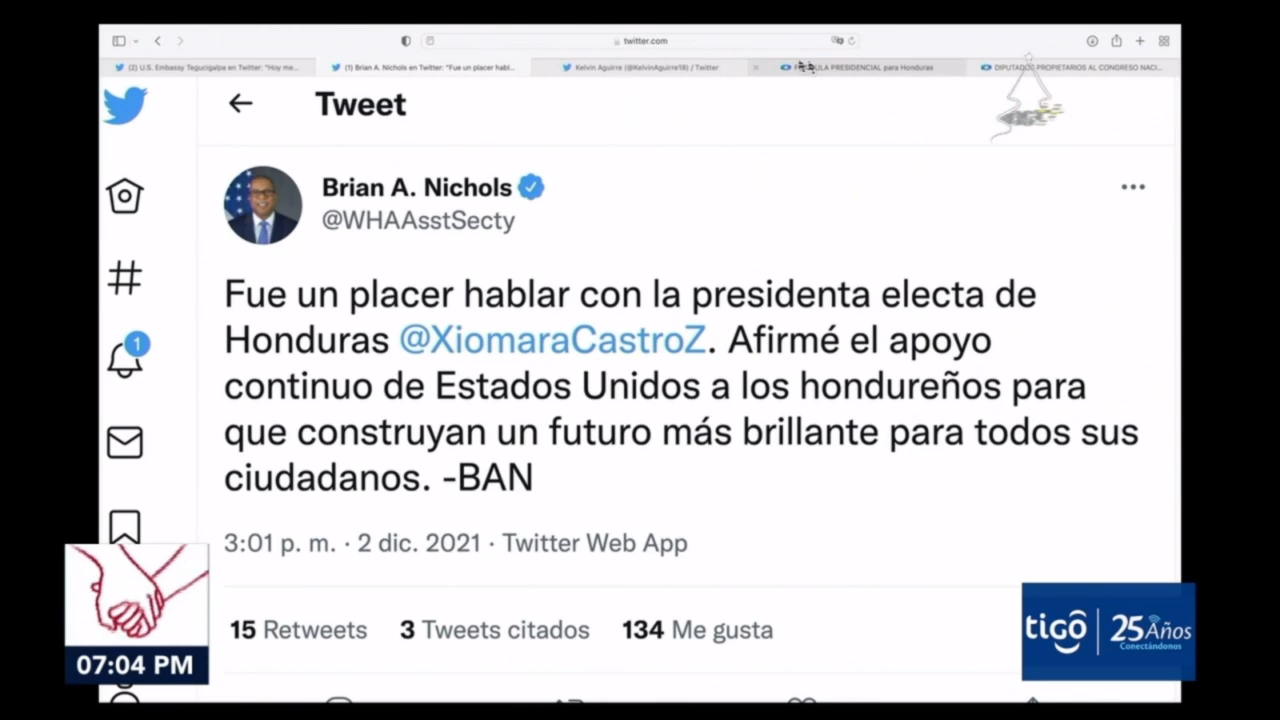 twitter.com
(2) U.S. Embassy Tegucigalpa en Twitter: "Hoy me...
(1) Brian A. Nichols en Twitter: "Fue un placer habl...
Kelvin Aguirre (@KelvinAguirre18) / Twitter
PRESIDENCIAL para Honduras
DIPUTADOS PROPIETARIOS AL CONGRESO NACI...
Tweet
Brian A. Nichols
@WHAAsstSecty
Fue un placer hablar con la presidenta electa de
Honduras @XiomaraCastroZ. Afirmé el apoyo
continuo de Estados Unidos a los hondureños para
que construyan un futuro más brillante para todos sus
ciudadanos. -BAN
3:01 p. m. · 2 dic. 2021 · Twitter Web App
15 Retweets 3 Tweets citados 134 Me gusta
1
07:04 PM
tigo
25 Años
Conectándonos